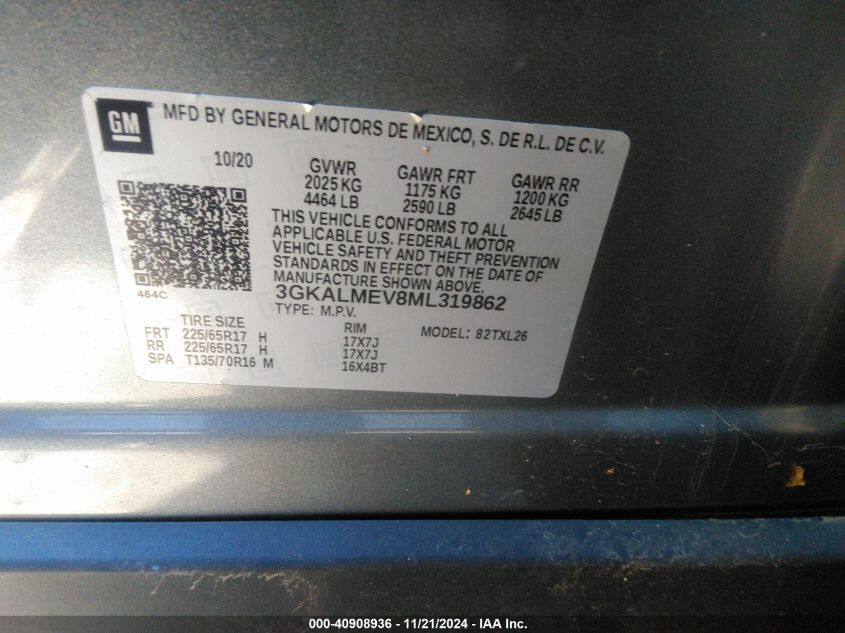 GM
MFD BY GENERAL MOTORS DE MEXICO, S. DE R.L. DE C.V.
10/20 GVWR GAWR FRT GAWR RR
2025 KG 1175 KG 1200 KG
4464 LB 2590 LB 2645 LB
THIS VEHICLE CONFORMS TO ALL
APPLICABLE U.S. FEDERAL MOTOR
VEHICLE SAFETY AND THEFT PREVENTION
STANDARDS IN EFFECT ON THE DATE OF
MANUFACTURE SHOWN ABOVE.
464C
3GKALMEV8ML319862
TYPE: M.P.V.
TIRE SIZE RIM MODEL: 82TXL26
FRT 225/65R17 H 17X7J
RR 225/65R17 H 17X7J
SPA T135/70R16 M 16X4BT
000-40908936 - 11/21/2024 - IAA Inc.